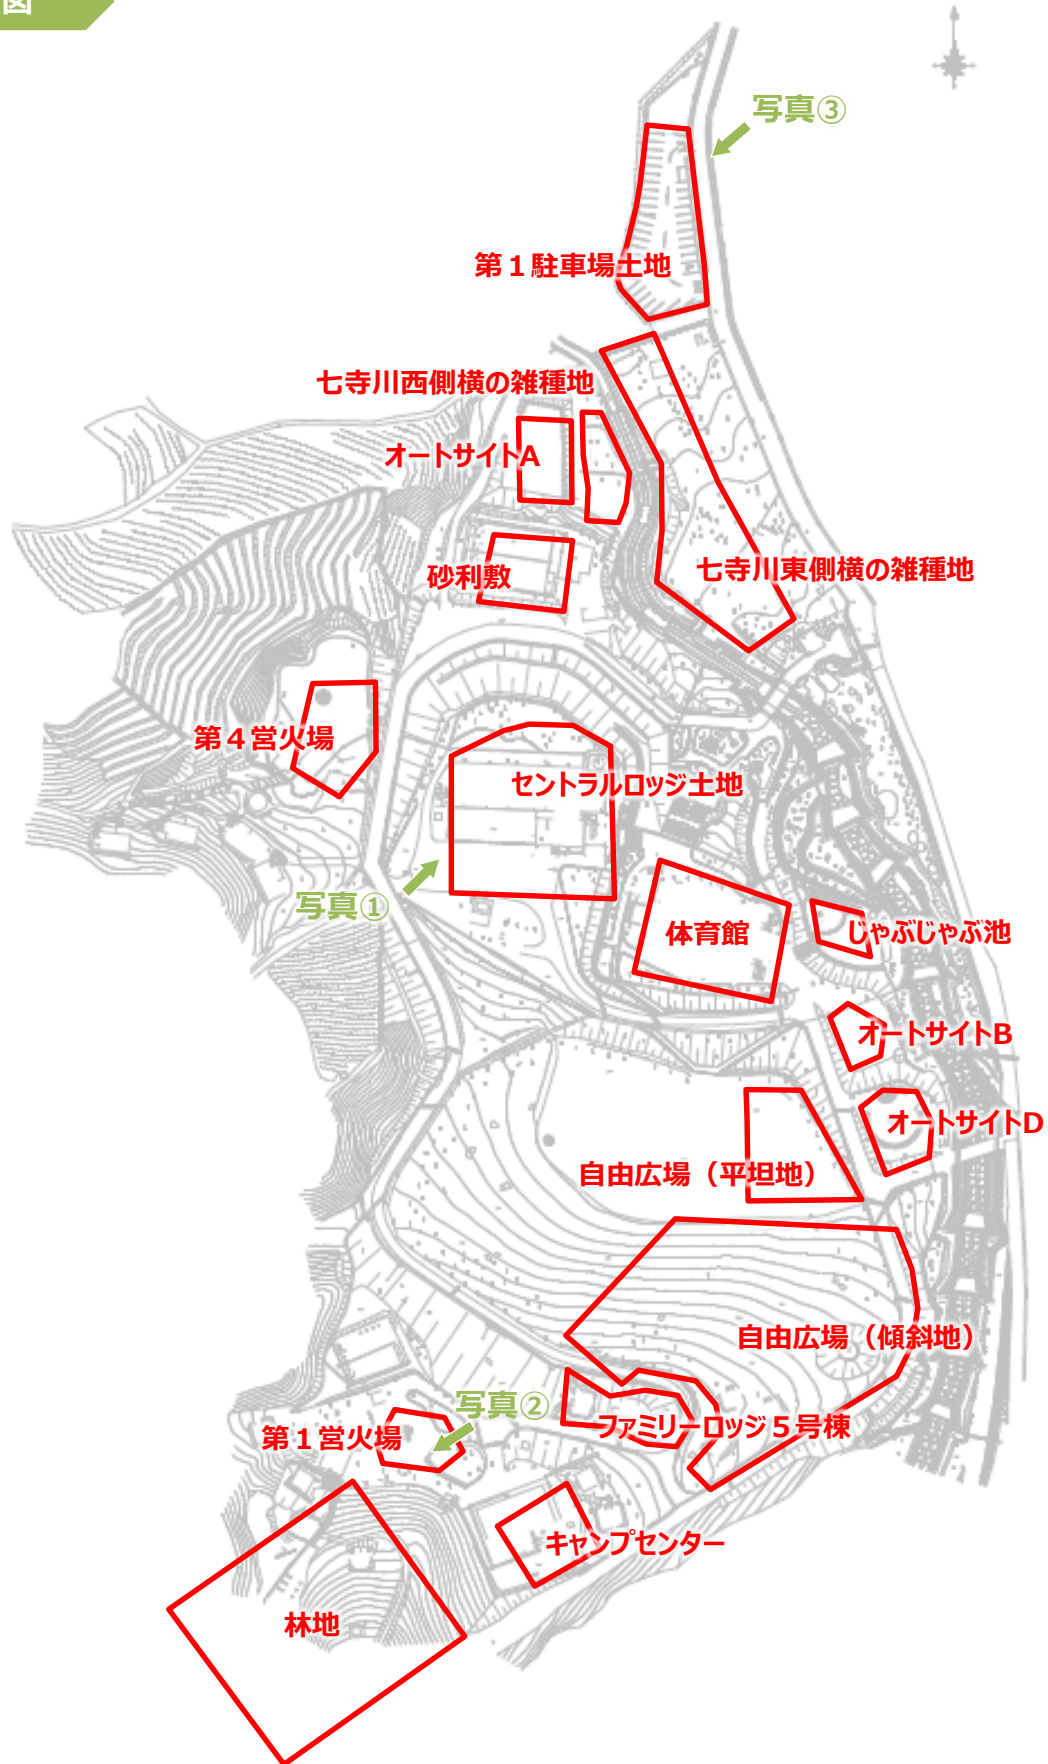 図
写真③
第１駐車場土地
七寺川西側横の雑種地
オートサイトA
七寺川東側横の雑種地
砂利敷
第４営火場
セントラルロッジ土地
写真①
体育館
じゃぶじゃぶ池
オートサイトB
オートサイトD
自由広場（平坦地）
自由広場（傾斜地）
写真②
ファミリーロッジ５号棟
第１営火場
キャンプセンター
林地